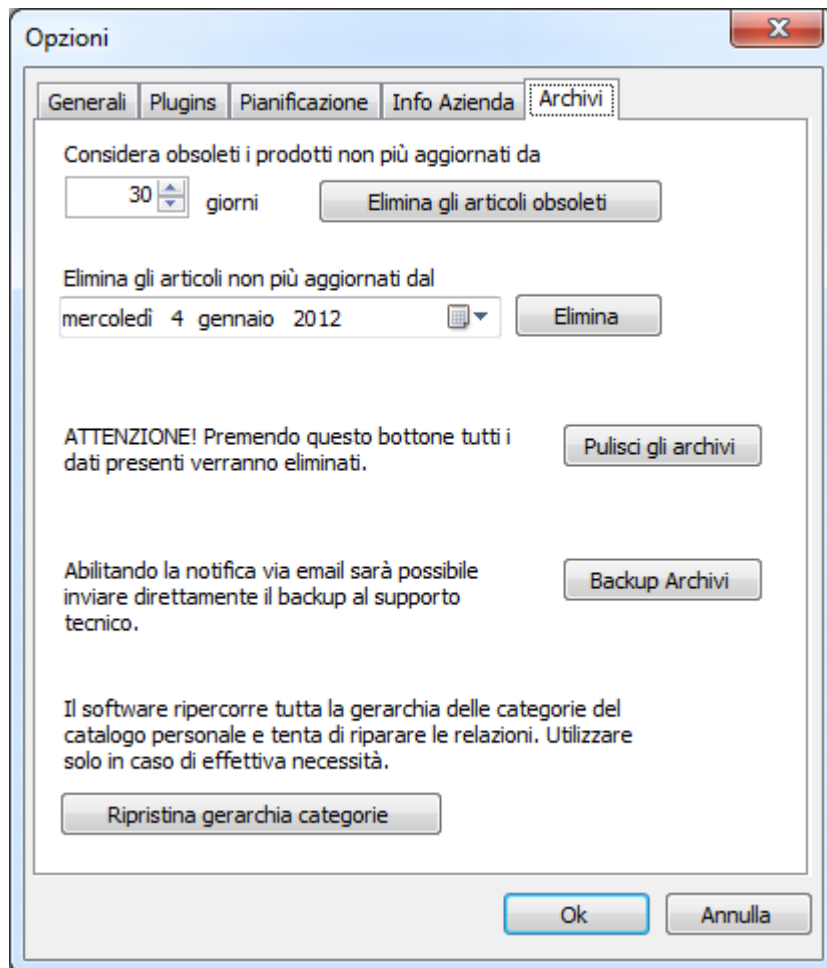 Opzioni
Generali Plugins Pianificazione Info Azienda Archivi
Considera obsoleti i prodotti non più aggiornati da
30 giorni Elimina gli articoli obsoleti
Elimina gli articoli non più aggiornati dal
mercoledì 4 gennaio 2012 Elimina
ATTENZIONE! Premendo questo bottone tutti i
dati presenti verranno eliminati.
Pulisci gli archivi
Abilitando la notifica via email sarà possibile
inviare direttamente il backup al supporto
tecnico.
Backup Archivi
Il software ripercorre tutta la gerarchia delle categorie del
catalogo personale e tenta di riparare le relazioni. Utilizzare
solo in caso di effettiva necessità.
Ripristina gerarchia categorie
Ok Annulla